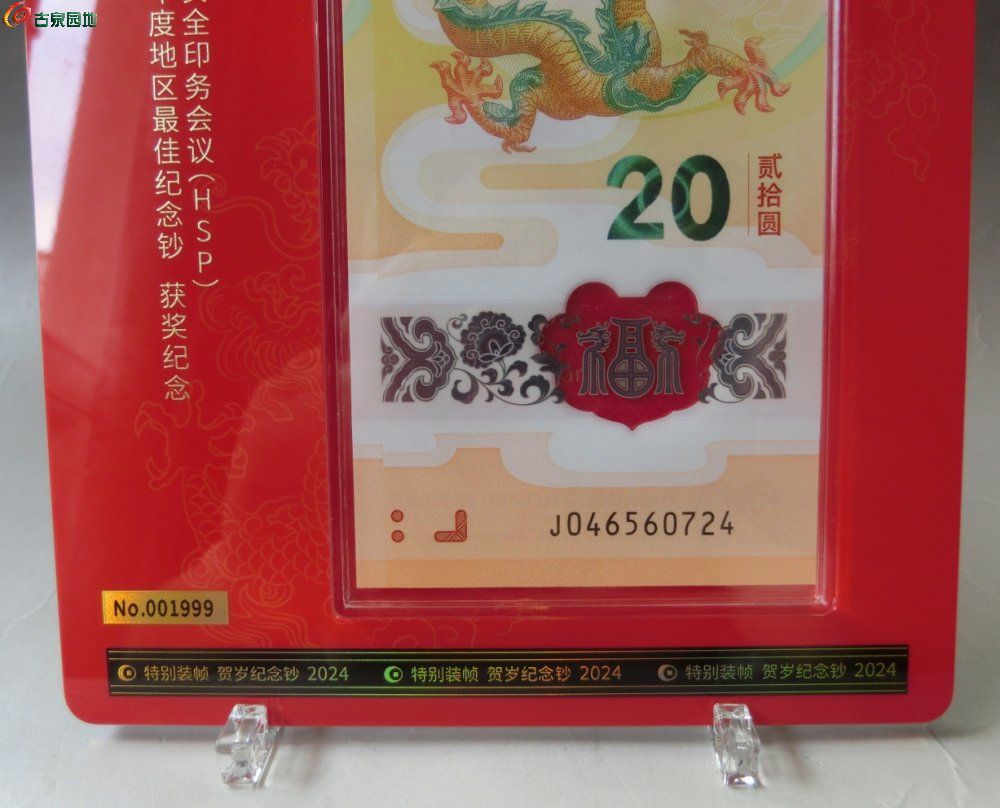 古泉园地
全印务会议(HSP)
年度地区最佳纪念钞 获奖纪念
20
贰拾圆
福
J046560724
No.001999
特别装帧 贺岁纪念钞 2024 特别装帧 贺岁纪念钞 2024 特别装帧 贺岁纪念钞 2024